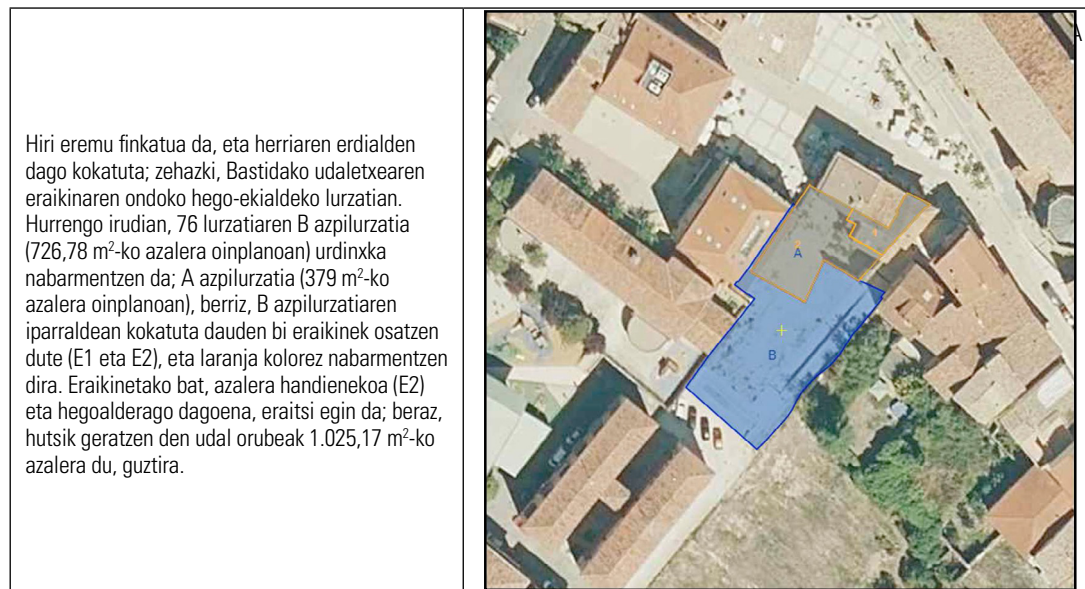 Hiri eremu finkatua da, eta herriaren erdialden
dago kokatuta; zehazki, Bastidako udaletxearen
eraikinaren ondoko hego-ekialdeko lurzatian.
Hurrengo irudian, 76 lurzatiaren B azpilurzatia
(726,78 m²-ko azalera oinplanoan) urdinxka
nabarmentzen da; A azpilurzatia (379 m²-ko
azalera oinplanoan), berriz, B azpilurzatiaren
iparraldean kokatuta dauden bi eraikinek osatzen
dute (E1 eta E2), eta laranja kolorez nabarmentzen
dira. Eraikinetako bat, azalera handienekoa (E2)
eta hegoalderago dagoena, eraitsi egin da; beraz,
hutsik geratzen den udal orubeak 1.025,17 m²-ko
azalera du, guztira.
A
1
2
A
B